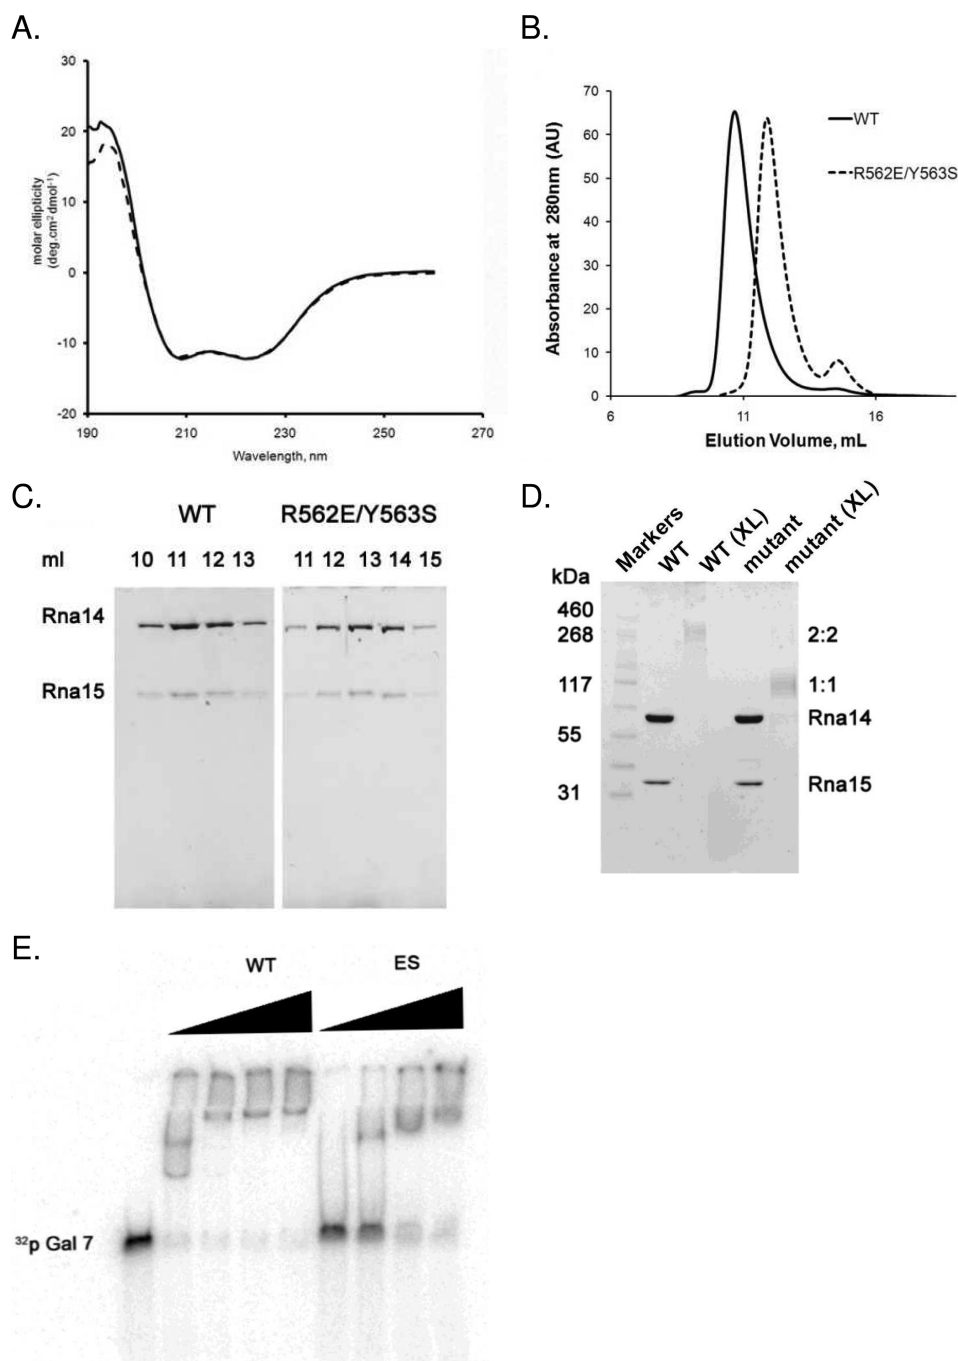 A.
30
20
10
0
-10
-20
190
210
230
250
270
molar ellipticity
(deg.cm² dmol⁻¹)
Wavelength, nm
B.
70
60
50
40
30
20
10
0
6
11
16
Absorbance at 280nm (AU)
Elution Volume, mL
WT
R562E/Y563S
C.
WT
R562E/Y563S
ml
10 11 12 13
11 12 13 14 15
Rna14
Rna15
D.
Markers
WT
WT (XL)
mutant
mutant (XL)
kDa
460
268
117
55
31
2:2
1:1
Rna14
Rna15
E.
WT
ES
³²p Gal 7